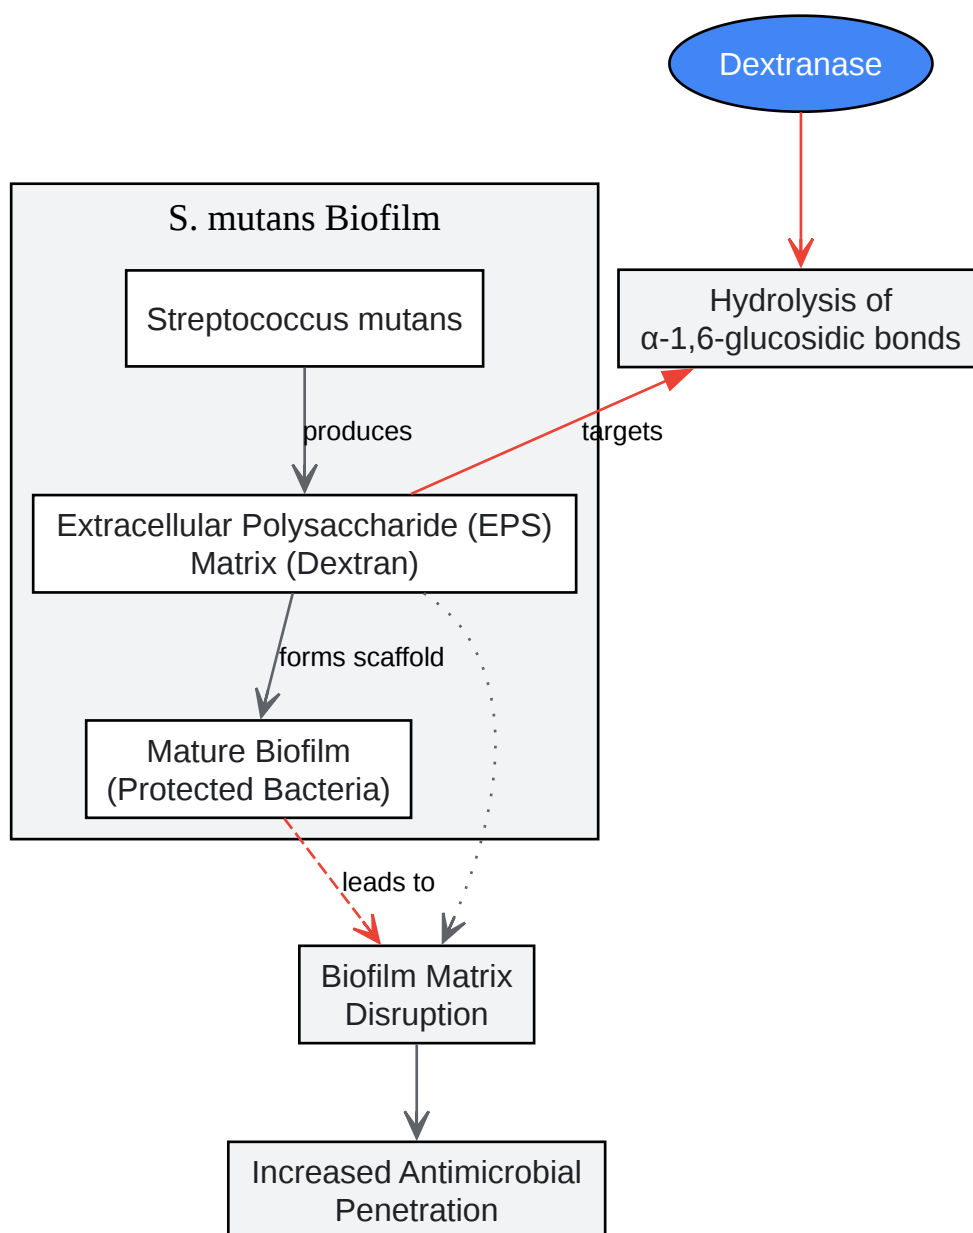 Dextranase
S. mutans Biofilm
Streptococcus mutans
Hydrolysis of
α-1,6-glucosidic bonds
produces
targets
Extracellular Polysaccharide (EPS)
Matrix (Dextran)
forms scaffold
Mature Biofilm
(Protected Bacteria)
leads to
Biofilm Matrix
Disruption
Increased Antimicrobial
Penetration